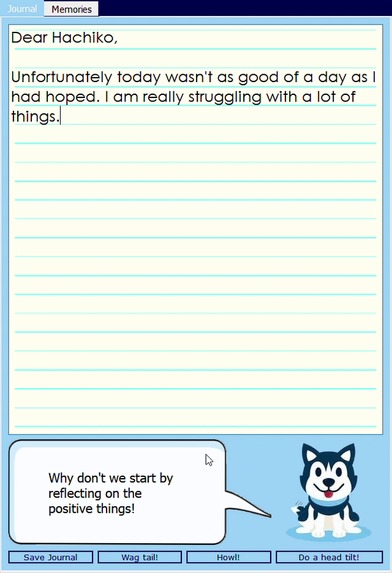 Journal
Memories
Dear Hachiko,
Unfortunately today wasn't as good of a day as I
had hoped. I am really struggling with a lot of
things.
Why don't we start by
reflecting on the
positive things!
Save Journal
Wag tail!
Howl!
Do a head tilt!